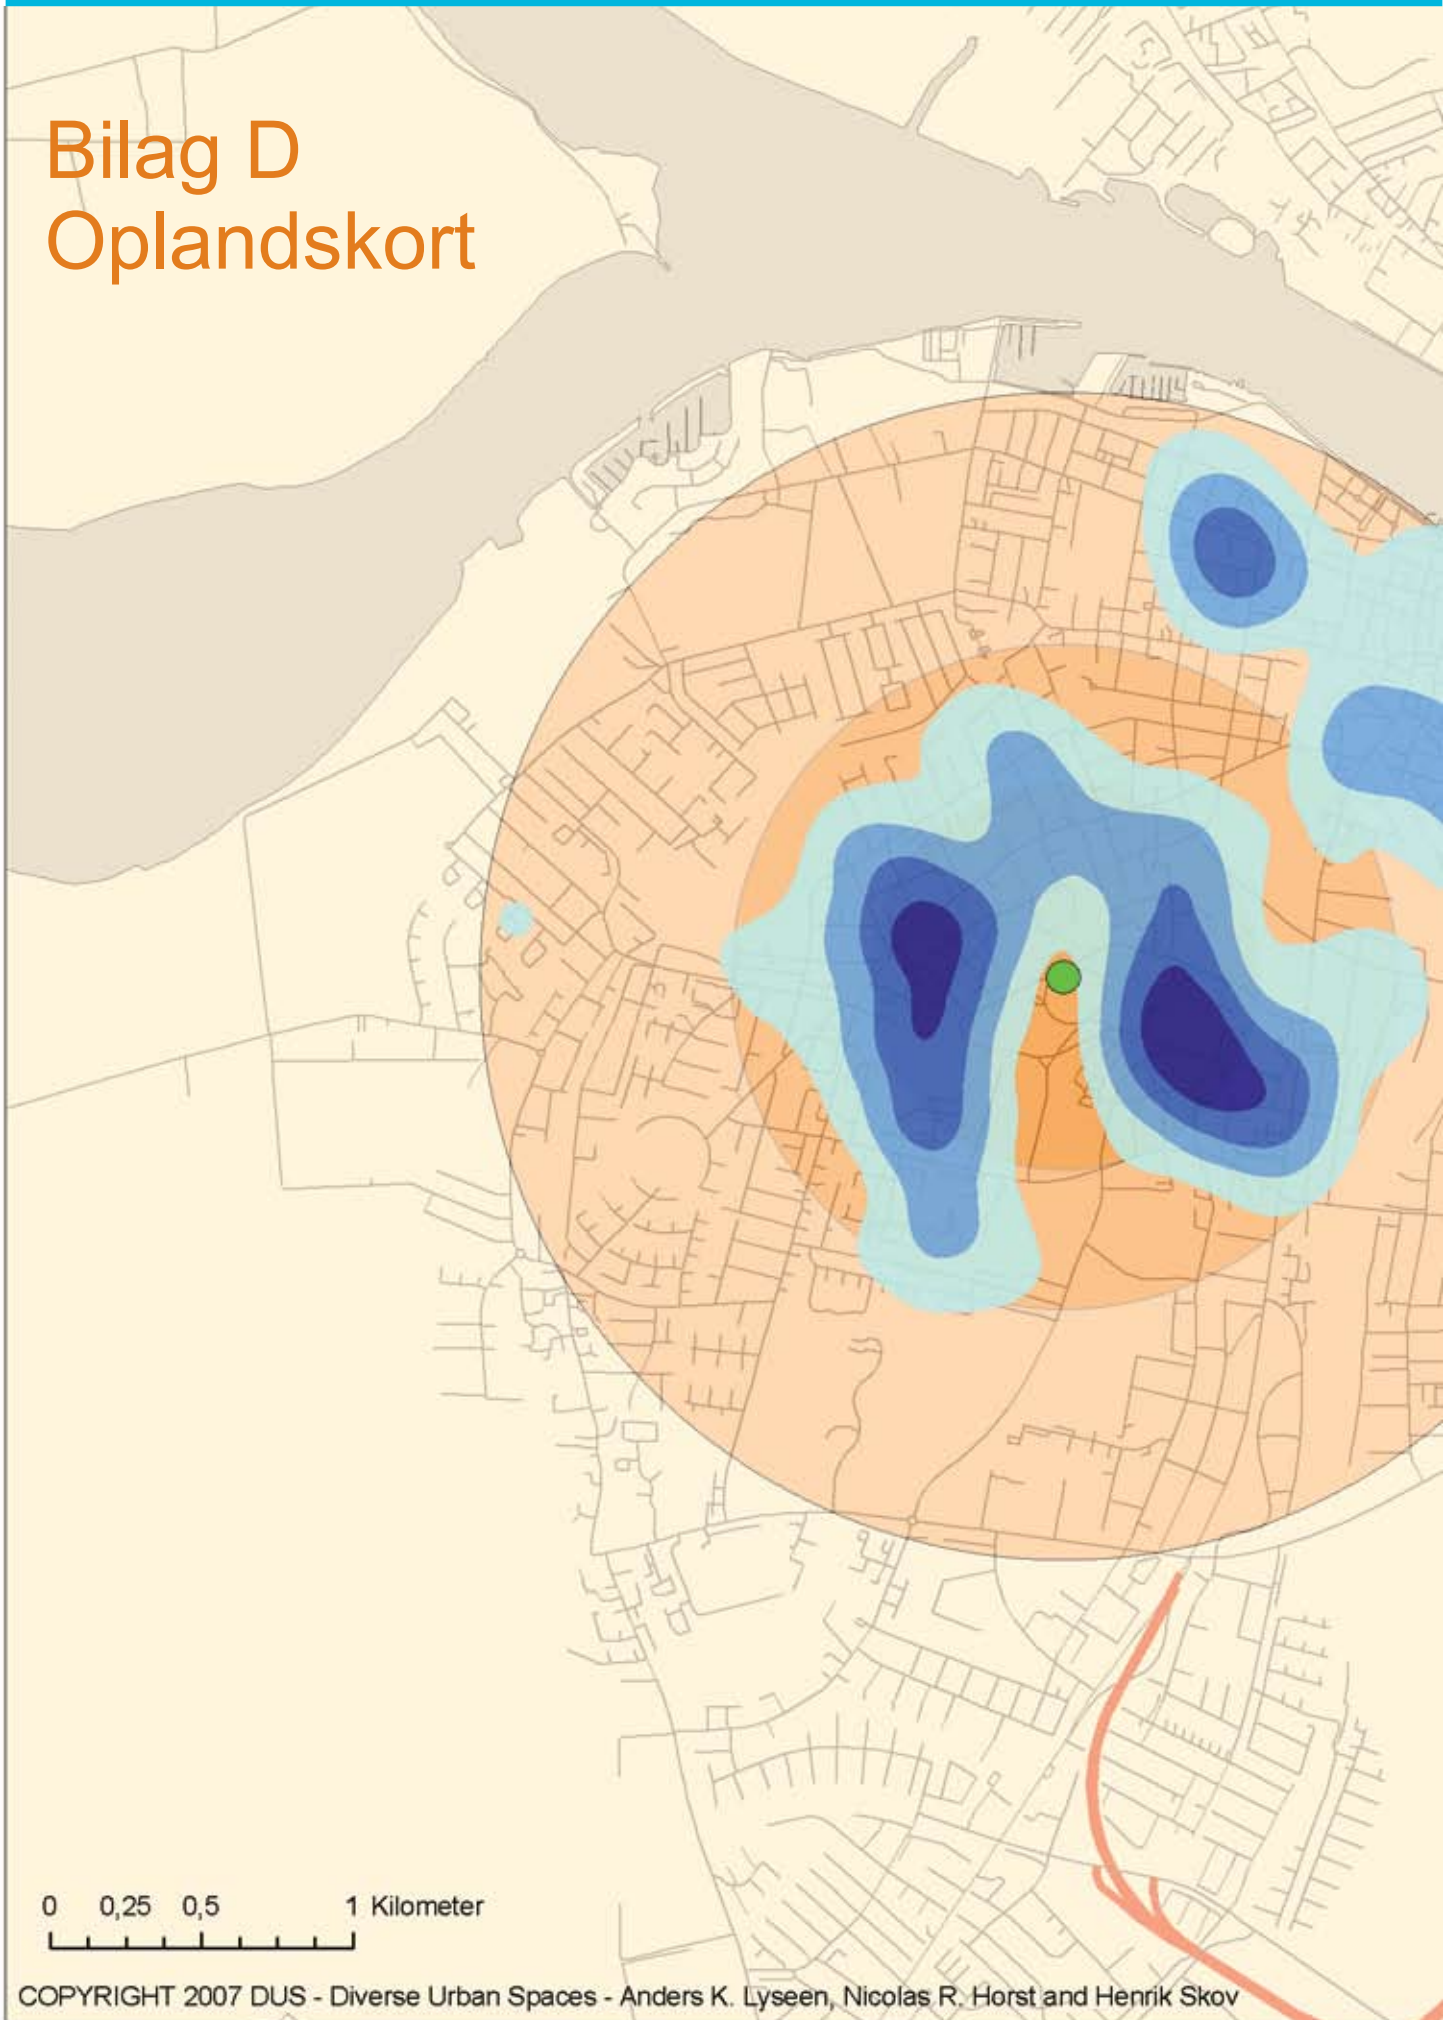 Bilag D
Oplandskort
0 0,25 0,5 1 Kilometer
COPYRIGHT 2007 DUS - Diverse Urban Spaces - Anders K. Lyseen, Nicolas R. Horst and Henrik Skov